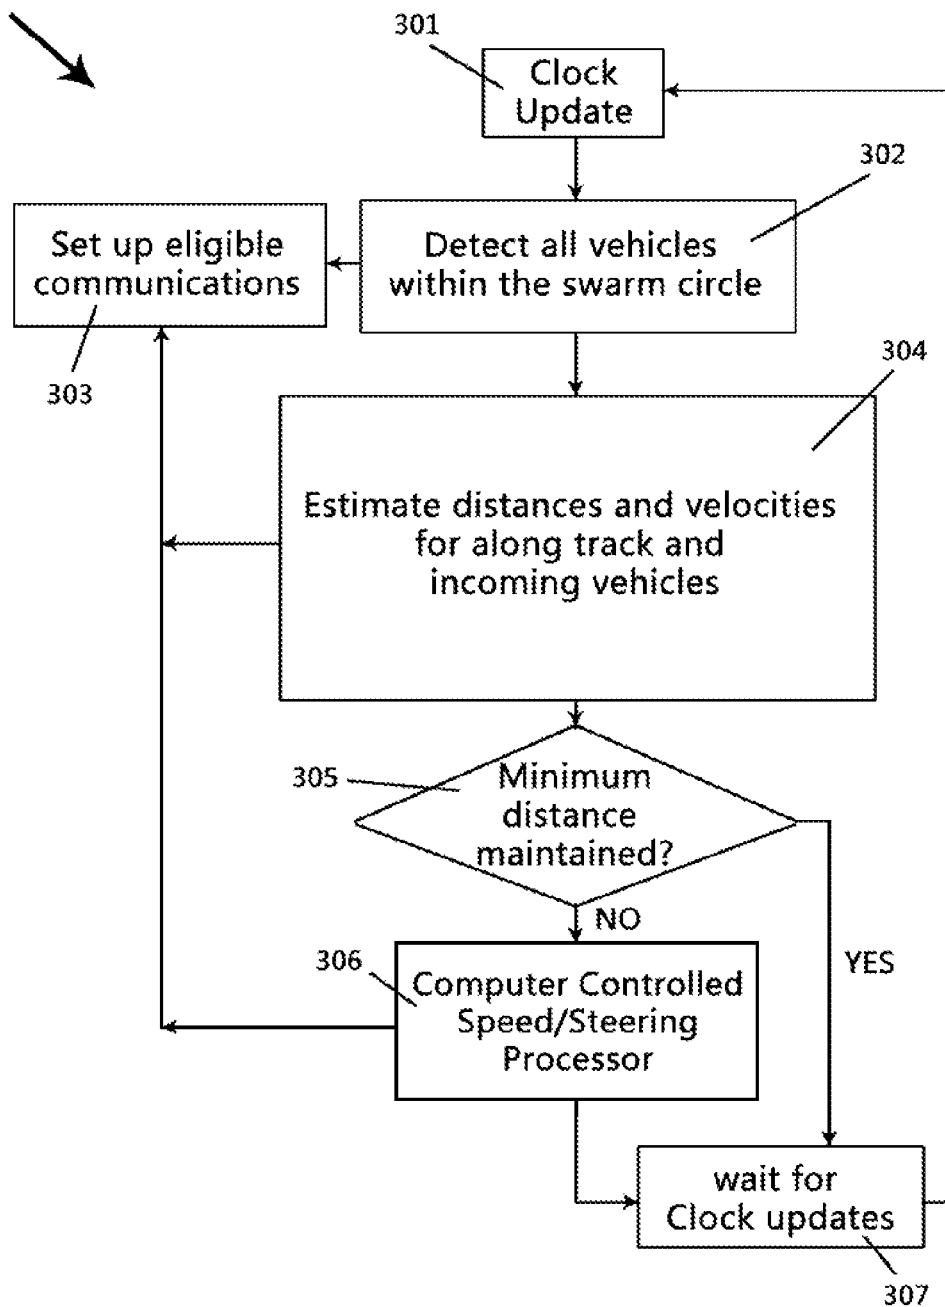 301
Clock
Update
302
Set up eligible
communications
303
Detect all vehicles
within the swarm circle
304
Estimate distances and velocities
for along track and
incoming vehicles
305
Minimum
distance
maintained?
NO
YES
306
Computer Controlled
Speed/Steering
Processor
wait for
Clock updates
307